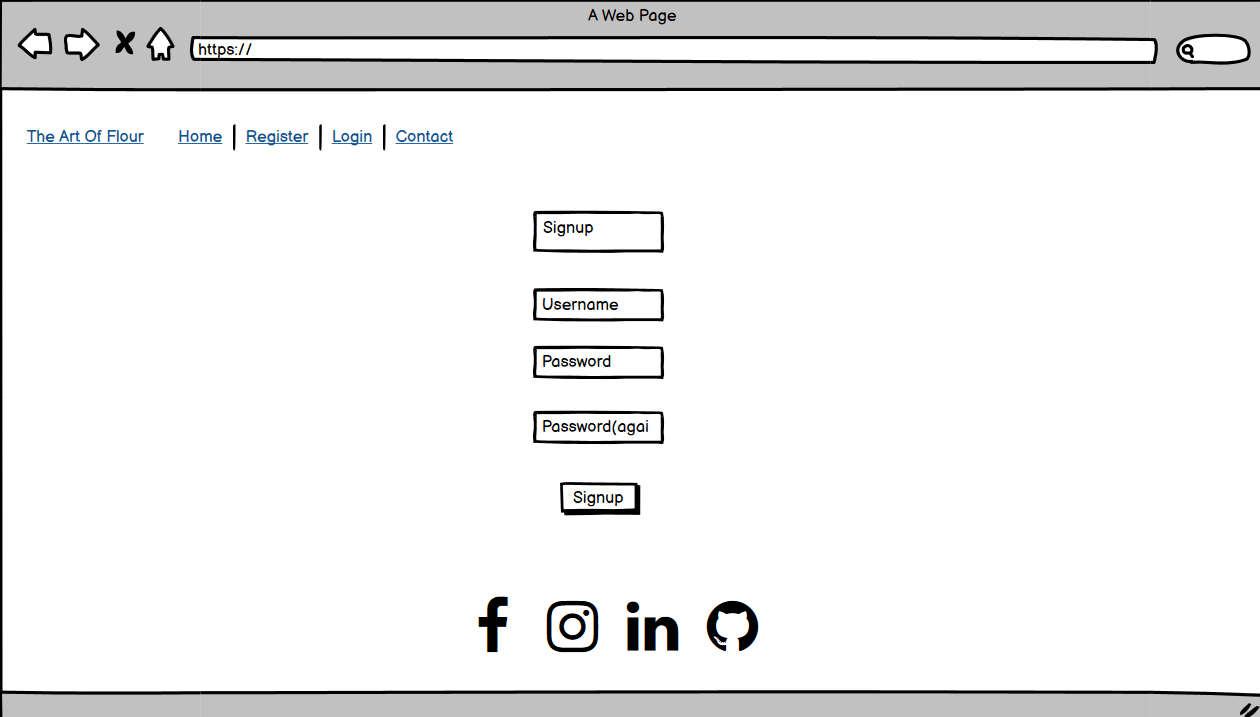 A Web Page
https://
The Art Of Flour Home Register Login Contact
Signup
Username
Password
Password(agai
Signup